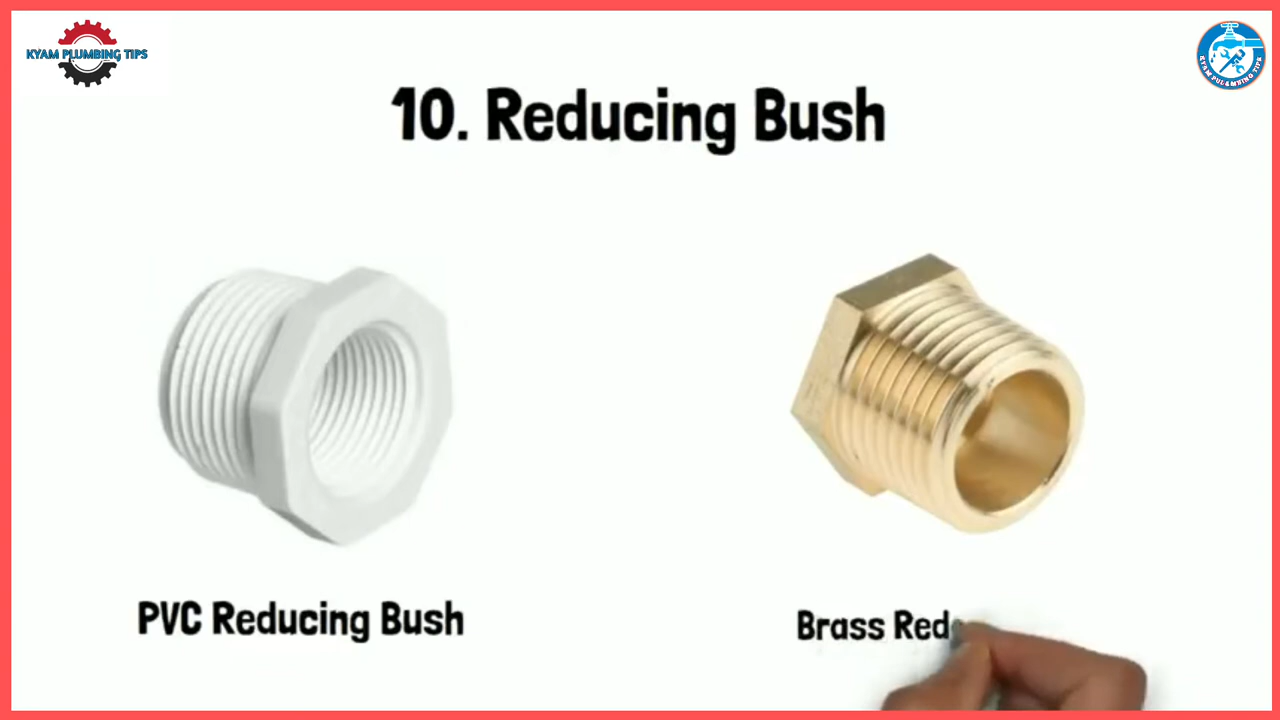 KYAM PLUMBING TIPS
10. Reducing Bush
PVC Reducing Bush
Brass Red